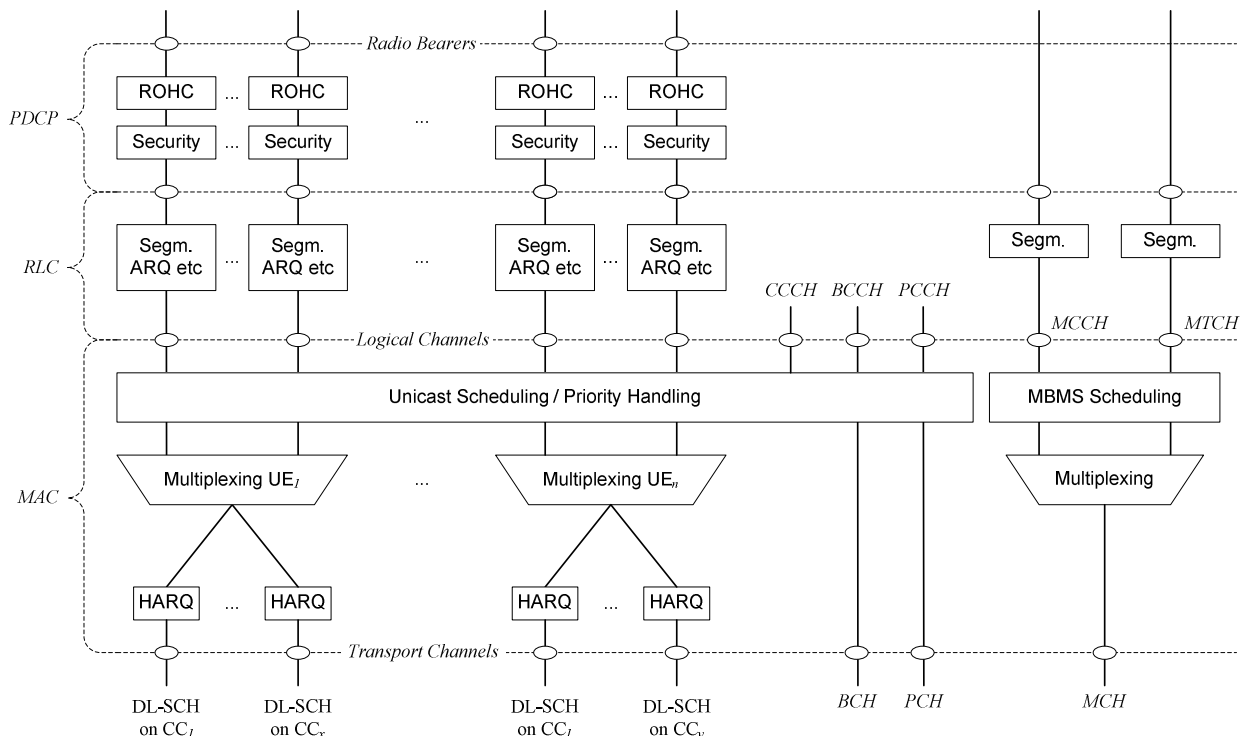 Radio Bearers
ROHC ... ROHC ROHC ... ROHC
PDCP ...
Security ... Security Security ... Security
Segm. ARQ etc ... Segm. ARQ etc ... Segm. ARQ etc ... Segm. ARQ etc Segm. Segm.
RLC
CCCH BCCH PCCH
Logical Channels MCCH MTCH
Unicast Scheduling / Priority Handling MBMS Scheduling
Multiplexing UE1 ... Multiplexing UEn Multiplexing
MAC
HARQ ... HARQ HARQ ... HARQ
Transport Channels
DL-SCH DL-SCH DL-SCH DL-SCH BCH PCH MCH
on CC1 on CCx on CC1 on CCy